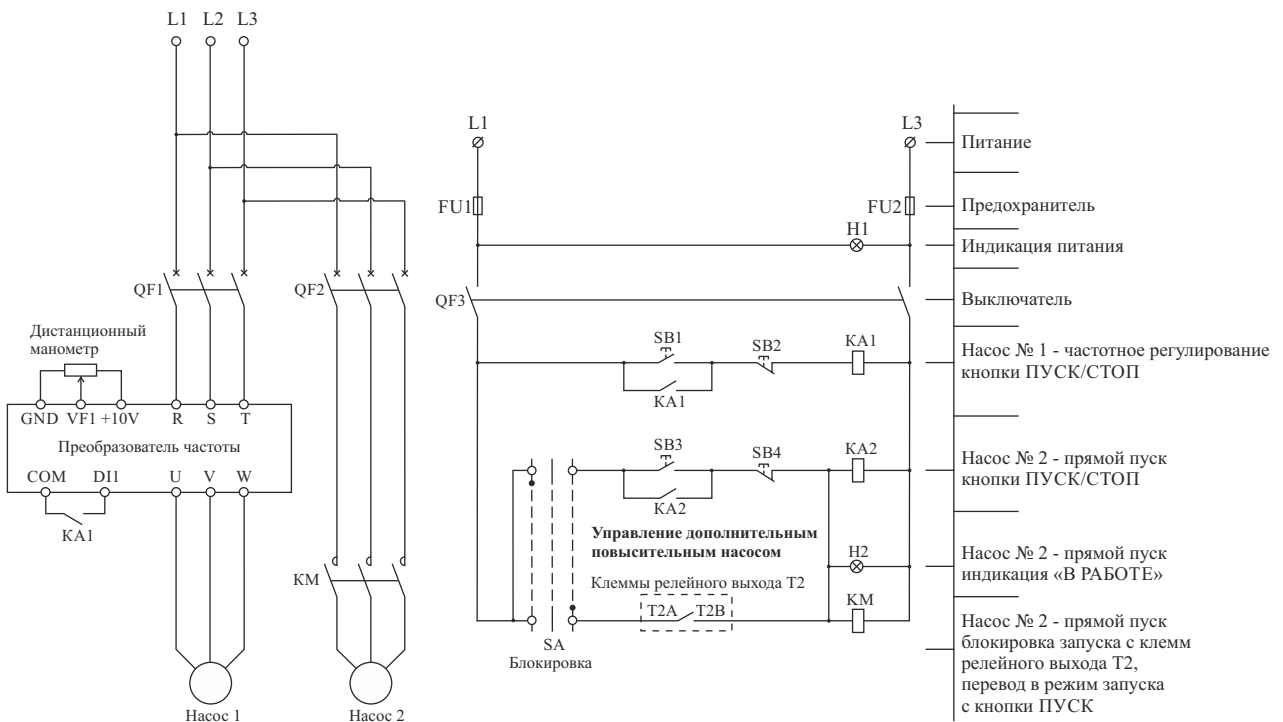 L1 L2 L3
QF1
QF2
Дистанционный
манометр
GND VF1 +10V R S T
Преобразователь частоты
COM DI1 U V W
KA1
KM
Насос 1
Насос 2
L1
L3
FU1
FU2
H1
QF3
SB1
SB2
KA1
KA1
SB3
SB4
KA2
KA2
Управление дополнительным
повысительным насосом
H2
Клеммы релейного выхода T2
T2A T2B
KM
SA
Блокировка
Питание
Предохранитель
Индикация питания
Выключатель
Насос № 1 - частотное регулирование
кнопки ПУСК/СТОП
Насос № 2 - прямой пуск
кнопки ПУСК/СТОП
Насос № 2 - прямой пуск
индикация «В РАБОТЕ»
Насос № 2 - прямой пуск
блокировка запуска с клемм
релейного выхода T2,
перевод в режим запуска
с кнопки ПУСК